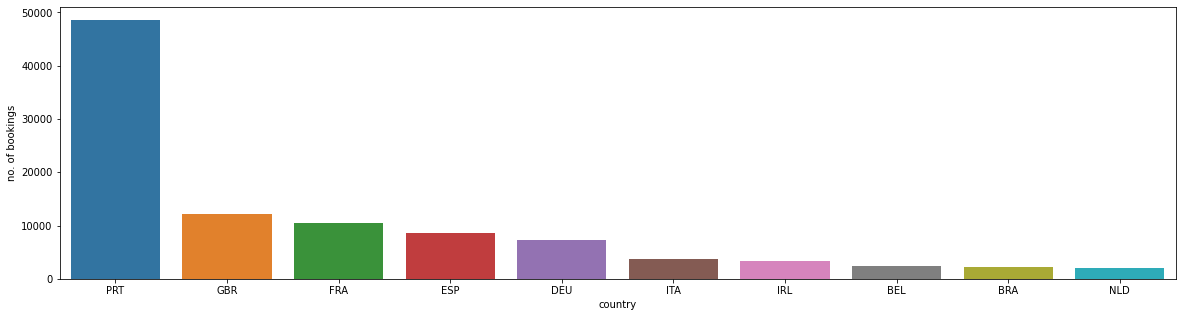 50000
40000
30000
20000
10000
0
no. of bookings
PRT GBR FRA ESP DEU ITA IRL BEL BRA NLD
country